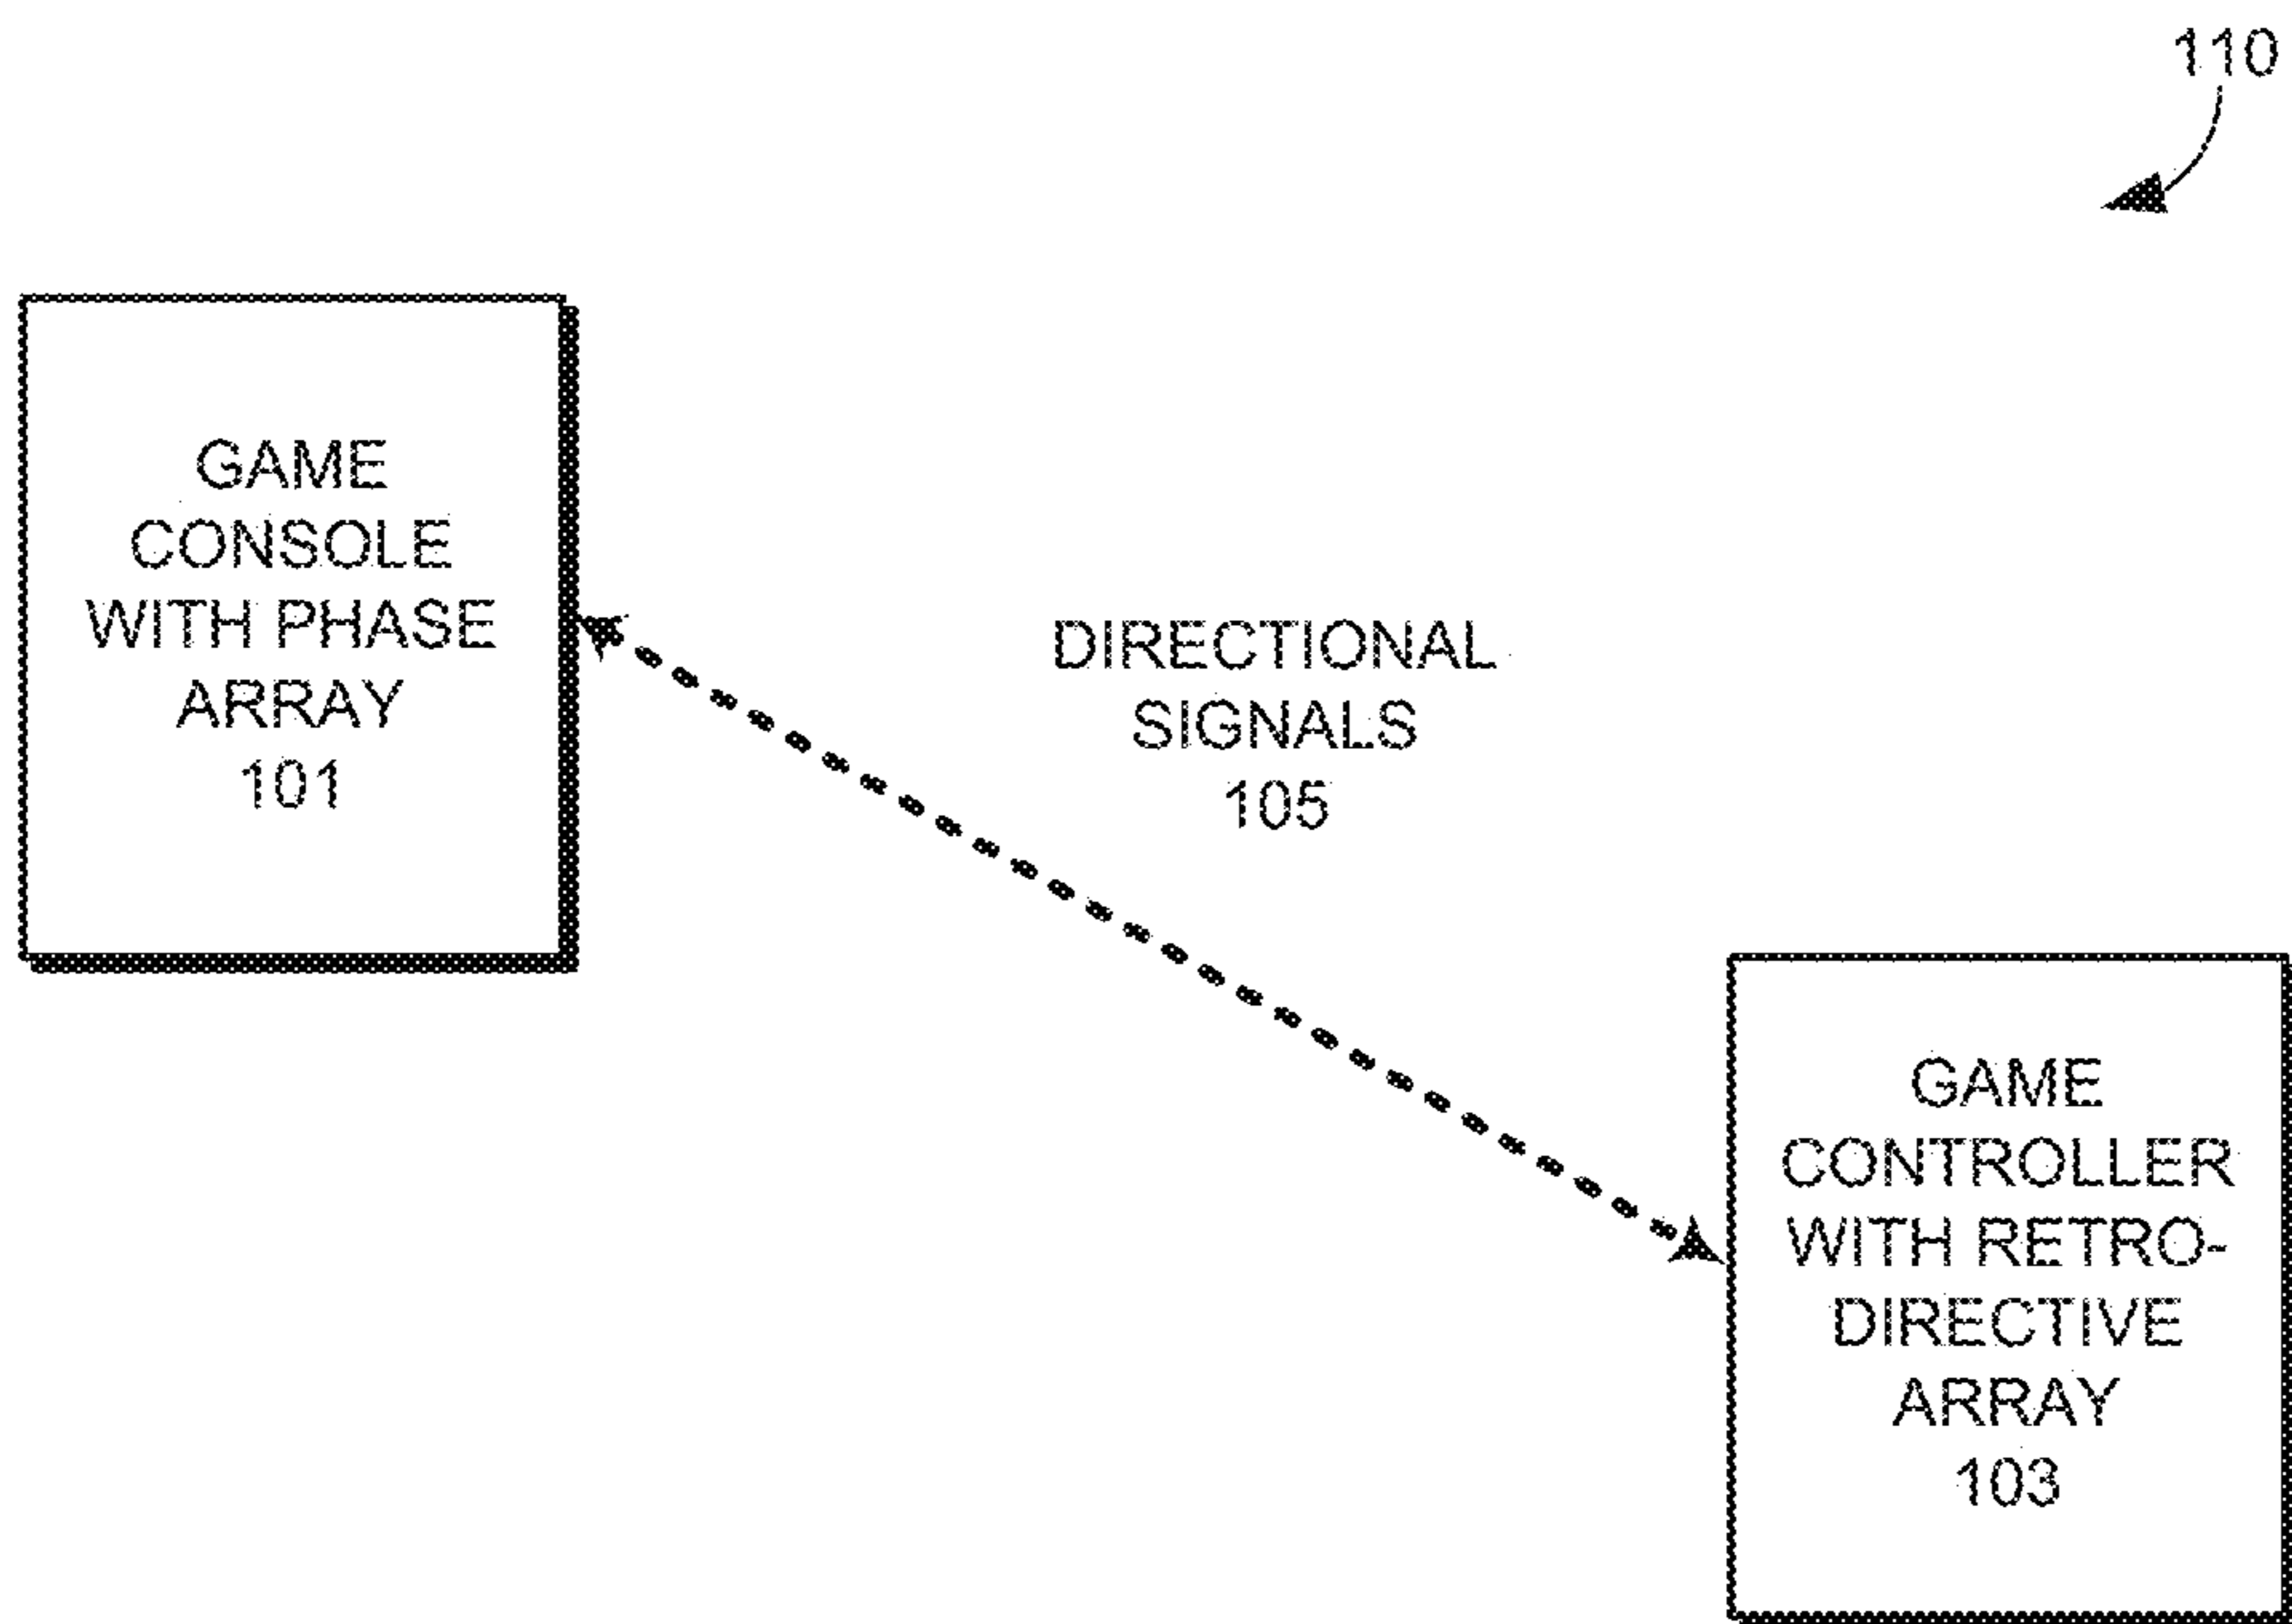 110
GAME
CONSOLE
WITH PHASE
ARRAY
101
DIRECTIONAL
SIGNALS
105
GAME
CONTROLLER
WITH RETRO-
DIRECTIVE
ARRAY
103